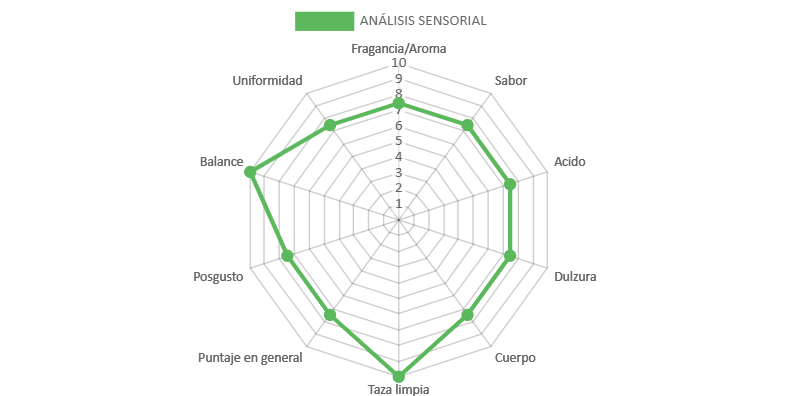 ANÁLISIS SENSORIAL
Fragancia/Aroma
10
9
8
7
6
5
4
3
2
1
Uniformidad
Sabor
Balance
Acido
Posgusto
Dulzura
Puntaje en general
Cuerpo
Taza limpia